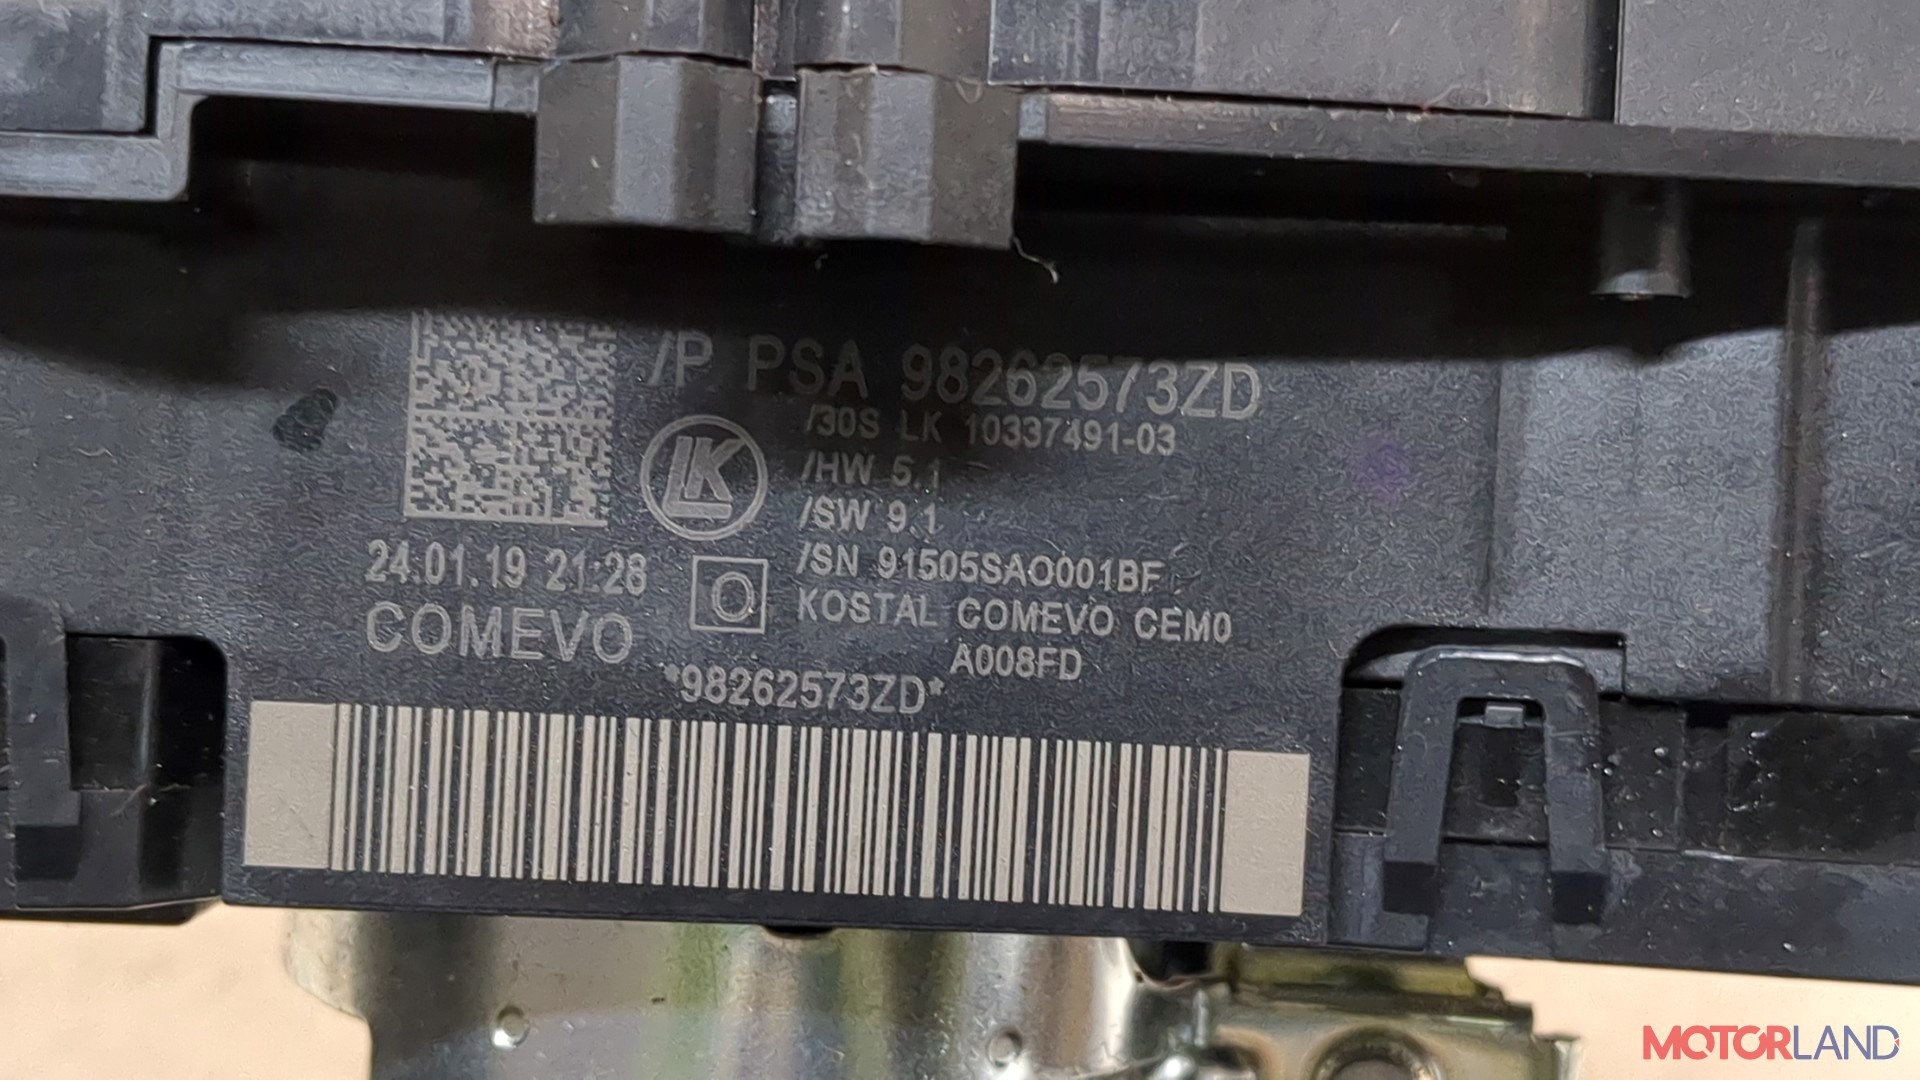 /P PSA 98262573ZD
/30S LK 10337491-03
LK
/HW 5.1
/SW 9.1
24.01.19 21:28
/SN 91505SAO001BF
COMEVO
O
KOSTAL COMEVO CEM0
A008FD
*98262573ZD*
MOTORLAND